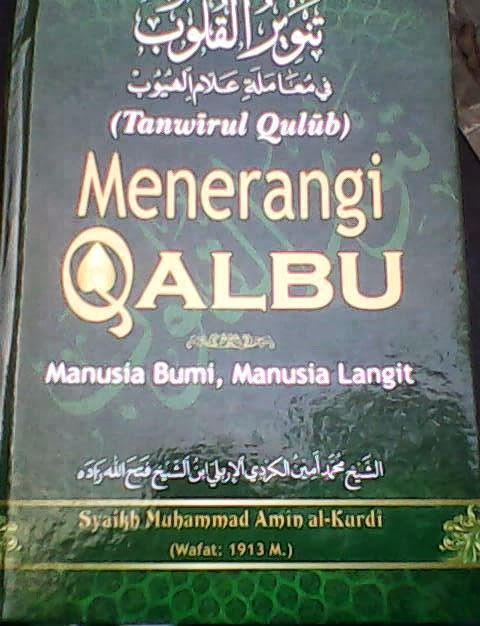 تنوير القلوب
في معاملة علام الغيوب
(Tanwîrul Qulûb)
Menerangi
QALBU
Manusia Bumi, Manusia Langit
الشيخ محمد أمين الكردي الإربلي ابن الشيخ فتح الله زاده
Syaikh Muhammad Amin al-Kurdi
(Wafat: 1913 M.)